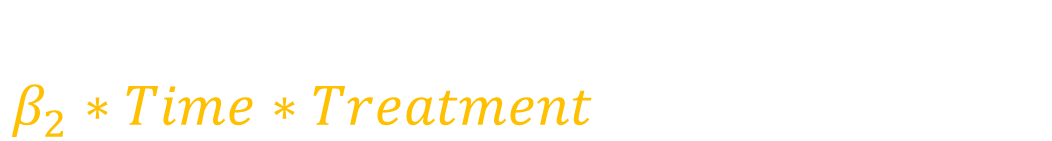 β₂ ∗ Time ∗ Treatment